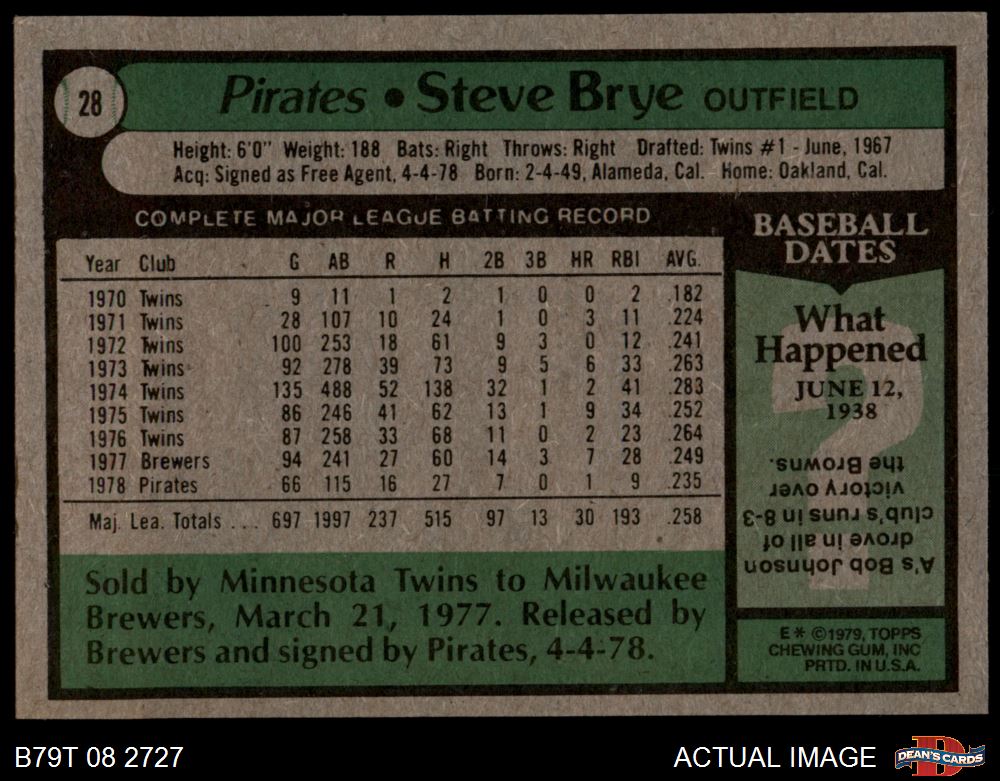 28
Pirates • Steve Brye OUTFIELD
Height: 6'0" Weight: 188 Bats: Right Throws: Right Drafted: Twins #1 - June, 1967
Acq: Signed as Free Agent, 4-4-78 Born: 2-4-49, Alameda, Cal. Home: Oakland, Cal.
COMPLETE MAJOR LEAGUE BATTING RECORD
Year Club G AB R H 2B 3B HR RBI AVG.
1970 Twins 9 11 1 2 1 0 0 2 .182
1971 Twins 28 107 10 24 1 0 3 11 .224
1972 Twins 100 253 18 61 9 3 0 12 .241
1973 Twins 92 278 39 73 9 5 6 33 .263
1974 Twins 135 488 52 138 32 1 2 41 .283
1975 Twins 86 246 41 62 13 1 9 34 .252
1976 Twins 87 258 33 68 11 0 2 23 .264
1977 Brewers 94 241 27 60 14 3 7 28 .249
1978 Pirates 66 115 16 27 7 0 1 9 .235
Maj. Lea. Totals ... 697 1997 237 515 97 13 30 193 .258
Sold by Minnesota Twins to Milwaukee
Brewers, March 21, 1977. Released by
Brewers and signed by Pirates, 4-4-78.
BASEBALL
DATES
What
Happened
JUNE 12,
1938
A's Bob Johnson
drove in all of
club's runs in 8-3
victory over
the Browns.
E* ©1979, TOPPS
CHEWING GUM, INC
PRTD. IN U.S.A.
B79T 08 2727
ACTUAL IMAGE
D
DEAN'S CARDS